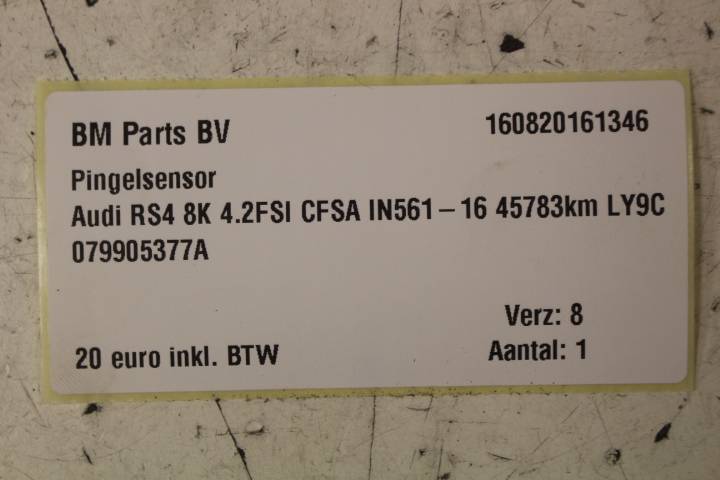 BM Parts BV 160820161346
Pingelsensor
Audi RS4 8K 4.2FSI CFSA IN561-16 45783km LY9C
079905377A
Verz: 8
20 euro inkl. BTW Aantal: 1